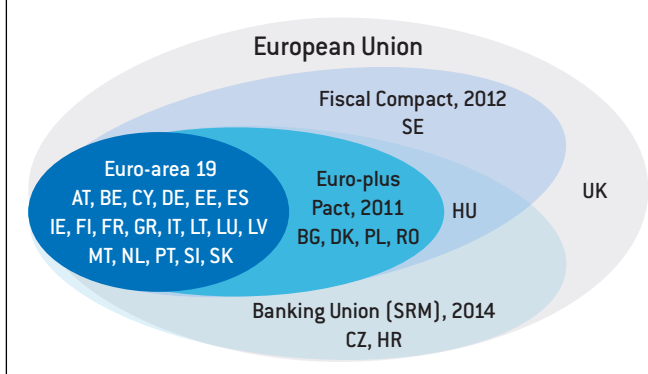 European Union
Fiscal Compact, 2012
SE
Euro-area 19
AT, BE, CY, DE, EE, ES
IE, FI, FR, GR, IT, LT, LU, LV
MT, NL, PT, SI, SK
Euro-plus
Pact, 2011
BG, DK, PL, RO
HU
UK
Banking Union (SRM), 2014
CZ, HR